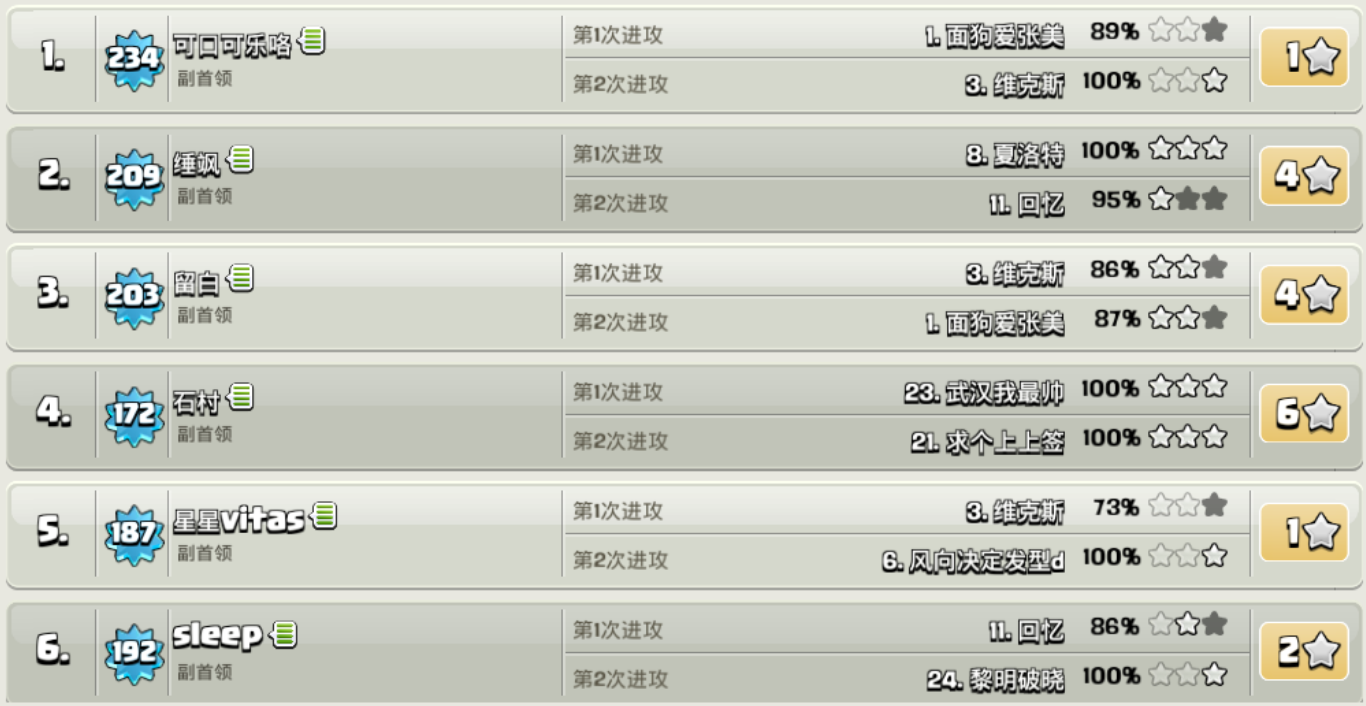 1. 234 可口可乐咯 第1次进攻 1. 面狗爱张美 89% 1
副首领 第2次进攻 3. 维克斯 100%
2. 209 缍飒 第1次进攻 8. 夏洛特 100% 4
副首领 第2次进攻 11. 回忆 95%
3. 203 留白 第1次进攻 3. 维克斯 86% 4
副首领 第2次进攻 1. 面狗爱张美 87%
4. 172 石村 第1次进攻 23. 武汉我最帅 100% 6
副首领 第2次进攻 21. 求个上上签 100%
5. 187 星星vitas 第1次进攻 3. 维克斯 73% 1
副首领 第2次进攻 6. 风向决定发型d 100%
6. 192 sleep 第1次进攻 11. 回忆 86% 2
副首领 第2次进攻 24. 黎明破晓 100%